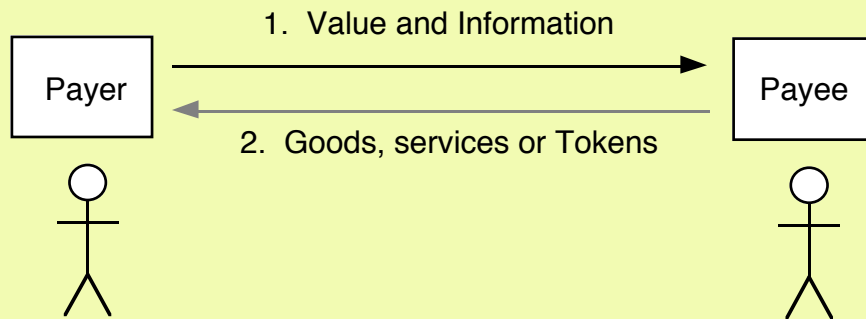 1. Value and Information
Payer
Payee
2. Goods, services or Tokens